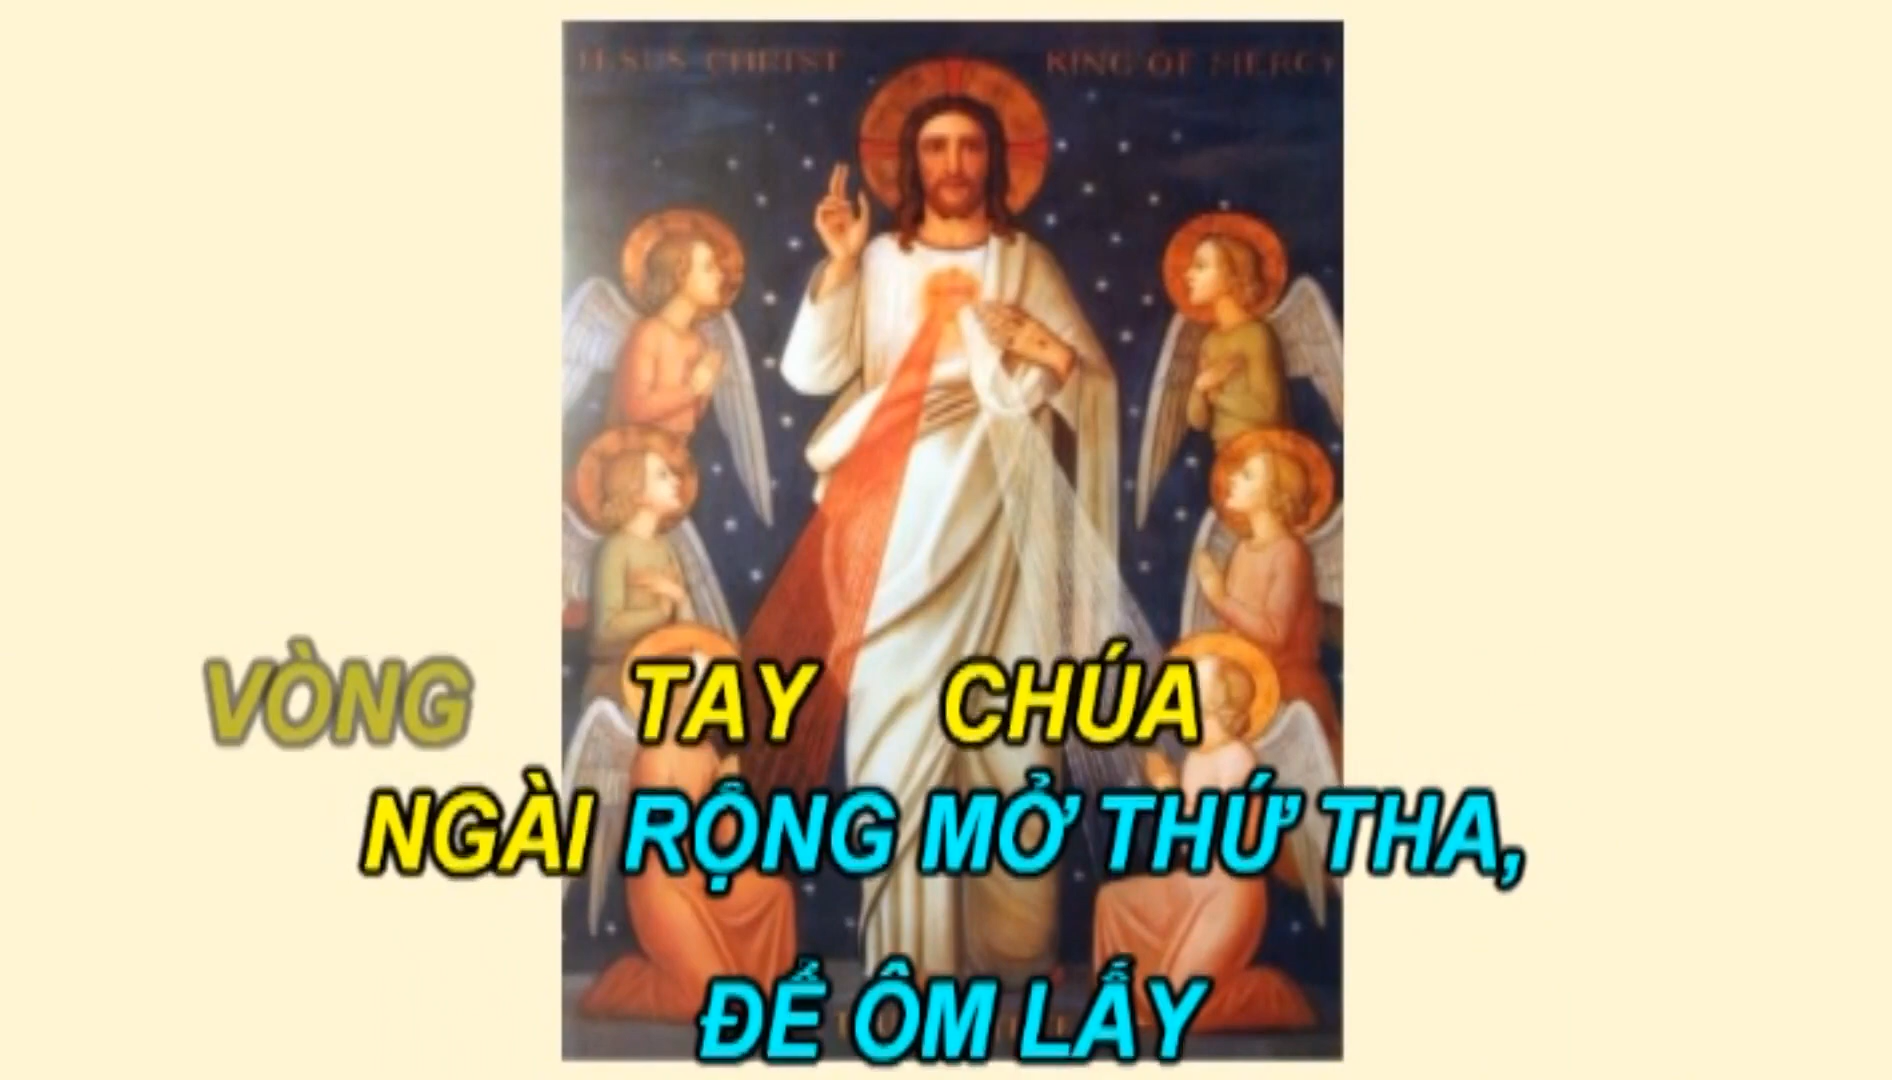 JESUS CHRIST KING OF MERCY
VÒNG TAY CHÚA
NGÀI RỘNG MỞ THỨ THA,
ĐỂ ÔM LẤY